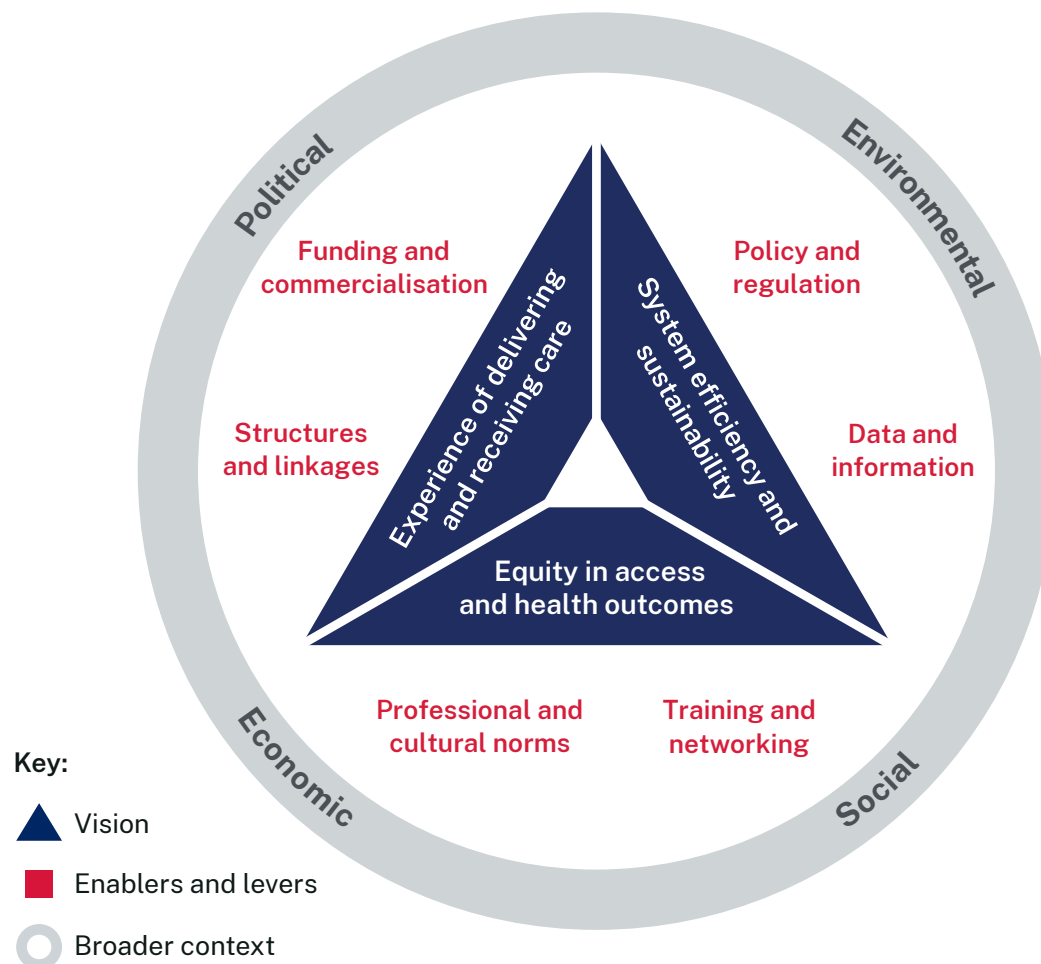 Political
Environmental
Funding and
commercialisation
Policy and
regulation
Experience of delivering
and receiving care
System efficiency and
sustainability
Structures
and linkages
Data and
information
Equity in access
and health outcomes
Professional and
cultural norms
Training and
networking
Economic
Social
Key:
Vision
Enablers and levers
Broader context